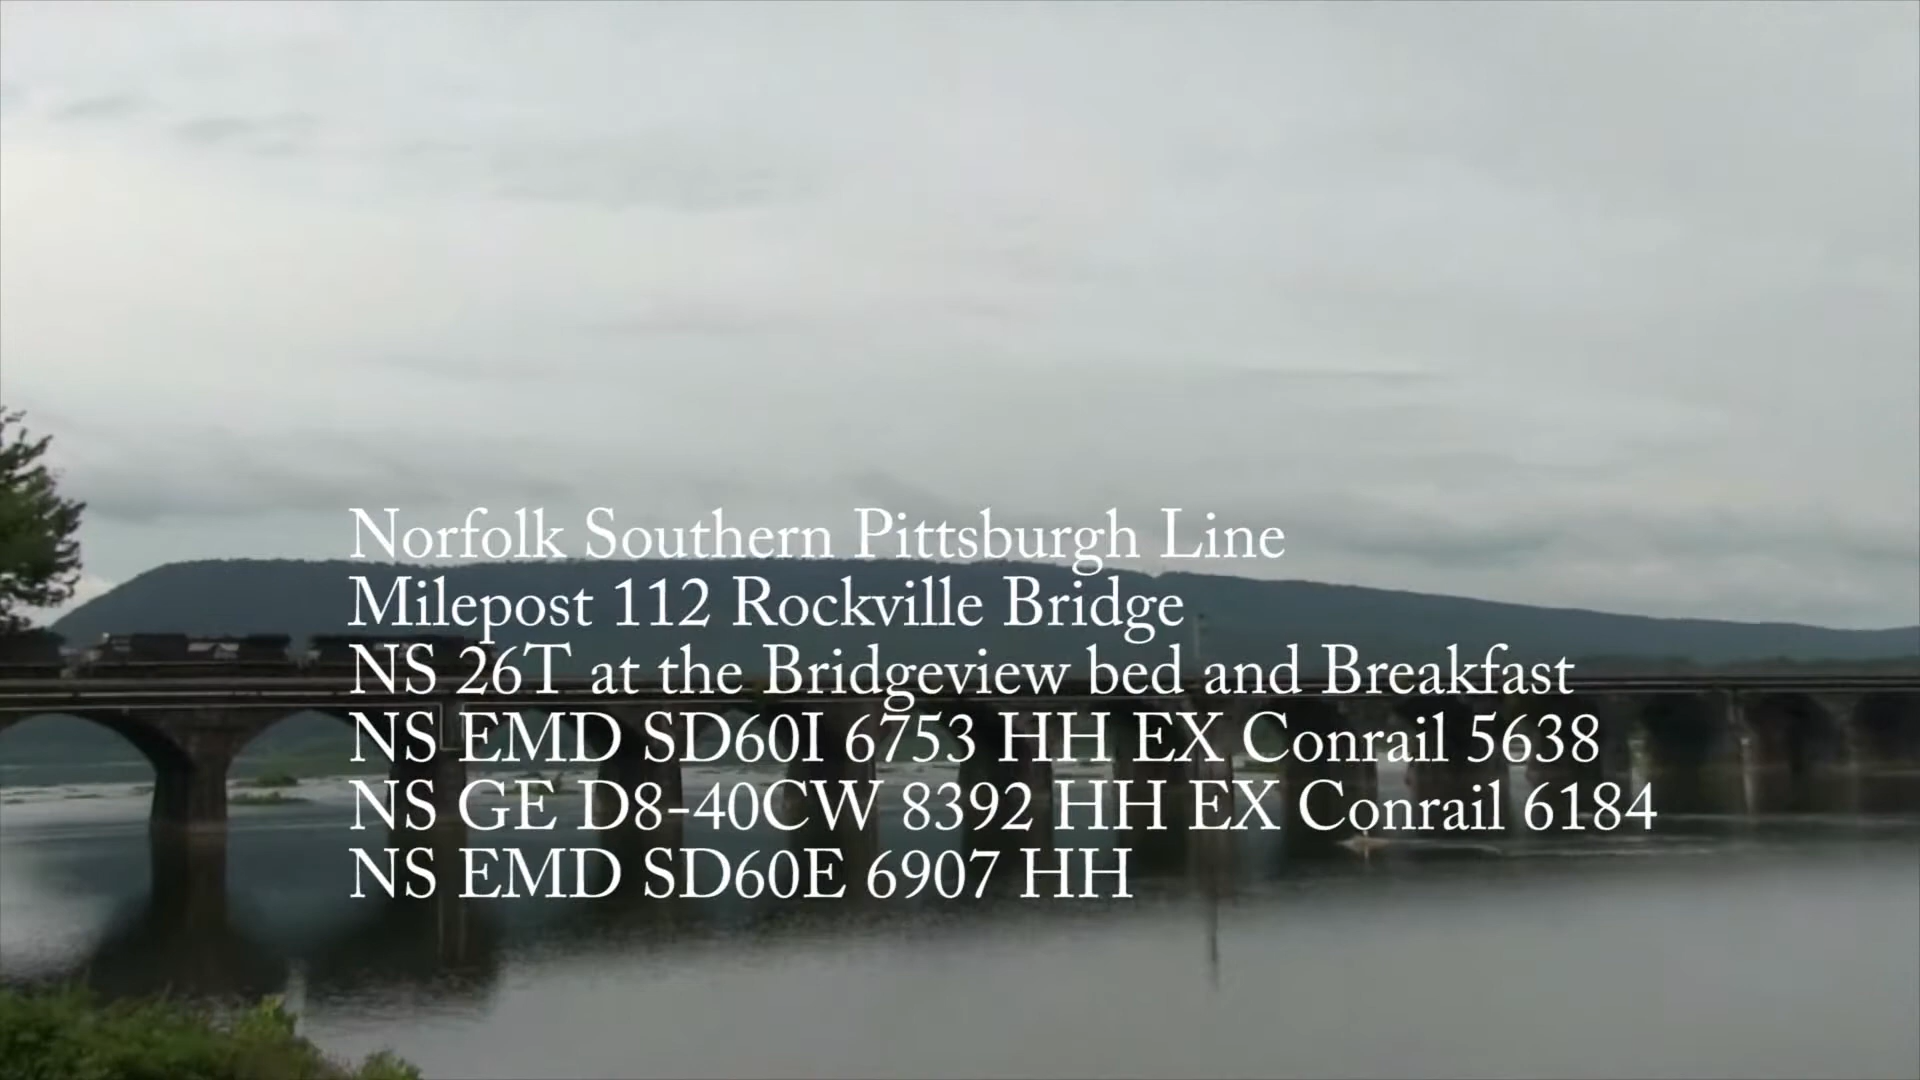 Norfolk Southern Pittsburgh Line
Milepost 112 Rockville Bridge
NS 26T at the Bridgeview bed and Breakfast
NS EMD SD60I 6753 HH EX Conrail 5638
NS GE D8-40CW 8392 HH EX Conrail 6184
NS EMD SD60E 6907 HH